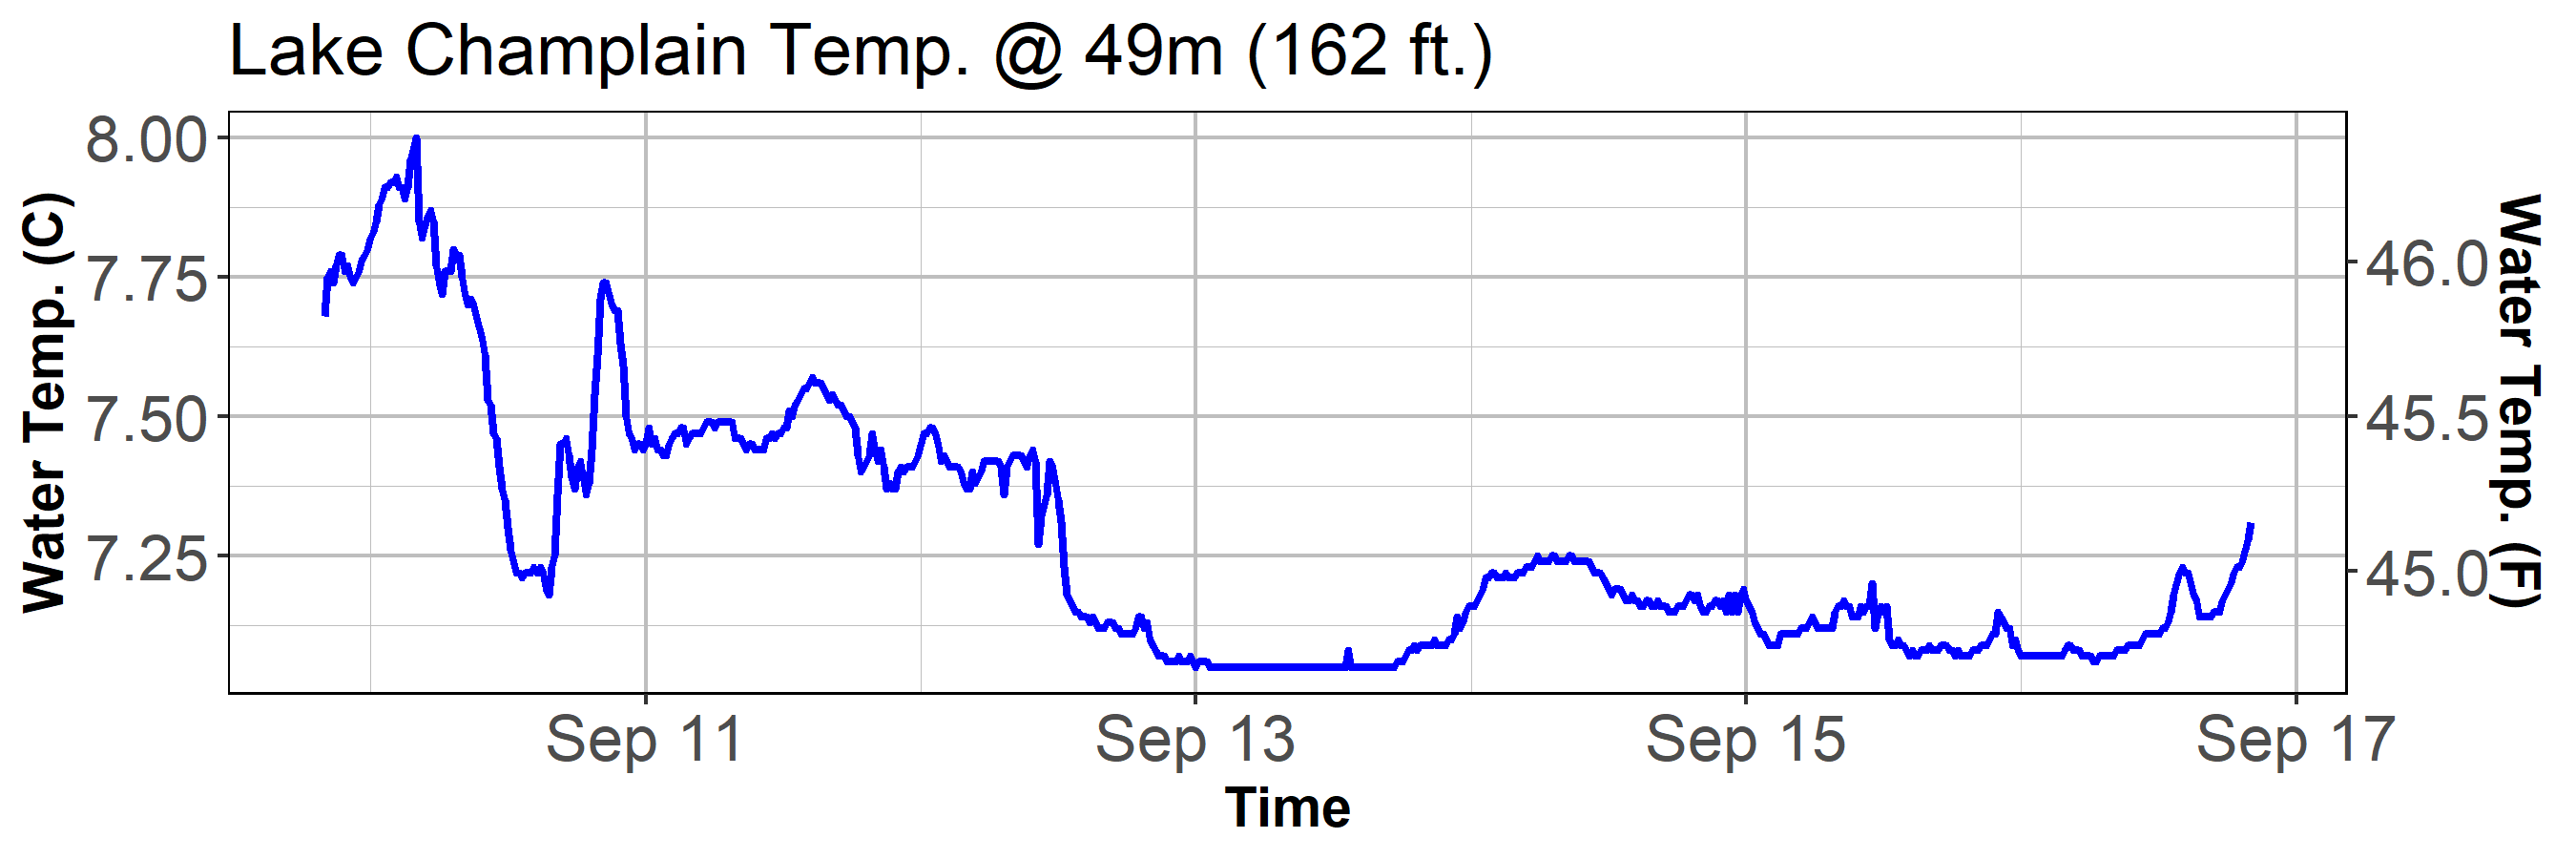 Lake Champlain Temp. @ 49m (162 ft.)
Water Temp. (C)
8.00
7.75
7.50
7.25
46.0
45.5
45.0
Water Temp. (F)
Sep 11
Sep 13
Sep 15
Sep 17
Time